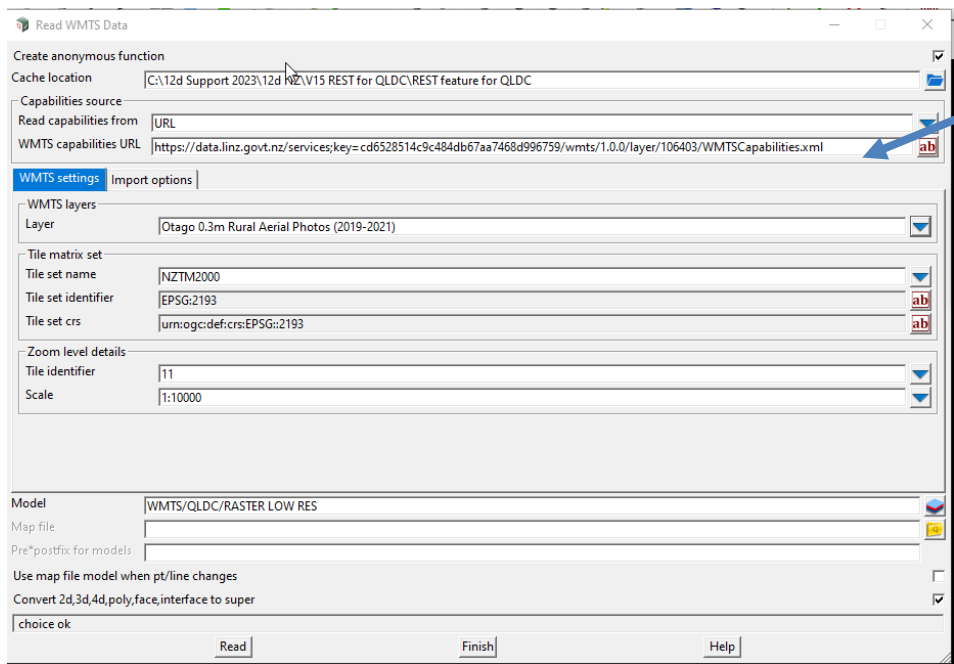 Read WMTS Data
Create anonymous function
Cache location C:\12d Support 2023\12d NZ\V15 REST for QLDC\REST feature for QLDC
Capabilities source
Read capabilities from URL
WMTS capabilities URL https://data.linz.govt.nz/services;key=cd6528514c9c484db67aa7468d996759/wmts/1.0.0/layer/106403/WMTSCapabilities.xml ab
WMTS settings Import options
WMTS layers
Layer Otago 0.3m Rural Aerial Photos (2019-2021)
Tile matrix set
Tile set name NZTM2000
Tile set identifier EPSG:2193 ab
Tile set crs urn:ogc:def:crs:EPSG::2193 ab
Zoom level details
Tile identifier 11
Scale 1:10000
Model WMTS/QLDC/RASTER LOW RES
Map file
Pre*postfix for models
Use map file model when pt/line changes
Convert 2d,3d,4d,poly,face,interface to super
choice ok
Read Finish Help